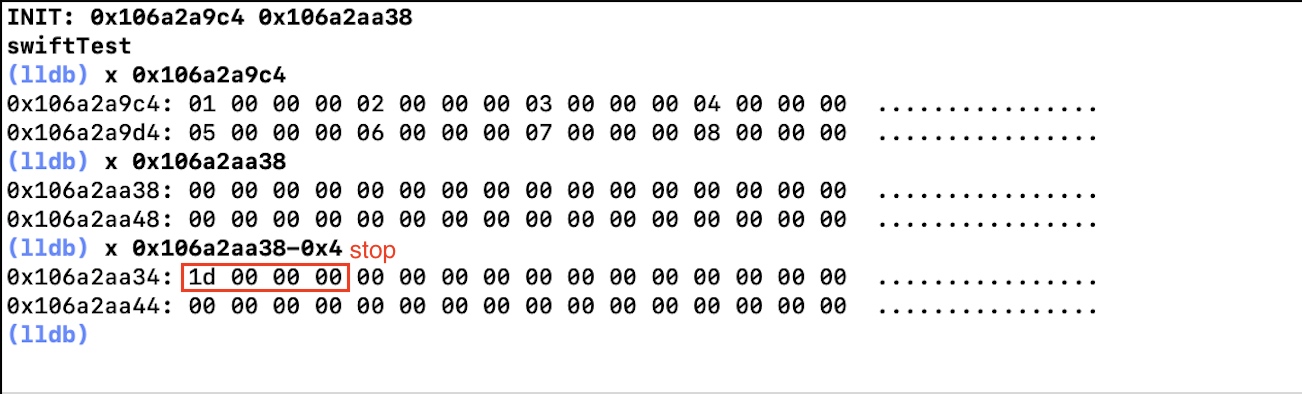 INIT: 0x106a2a9c4 0x106a2aa38
swiftTest
(lldb) x 0x106a2a9c4
0x106a2a9c4: 01 00 00 00 02 00 00 00 03 00 00 00 04 00 00 00  ................
0x106a2a9d4: 05 00 00 00 06 00 00 00 07 00 00 00 08 00 00 00  ................
(lldb) x 0x106a2aa38
0x106a2aa38: 00 00 00 00 00 00 00 00 00 00 00 00 00 00 00 00  ................
0x106a2aa48: 00 00 00 00 00 00 00 00 00 00 00 00 00 00 00 00  ................
(lldb) x 0x106a2aa38-0x4 stop
0x106a2aa34: 1d 00 00 00 00 00 00 00 00 00 00 00 00 00 00 00  ................
0x106a2aa44: 00 00 00 00 00 00 00 00 00 00 00 00 00 00 00 00  ................
(lldb)